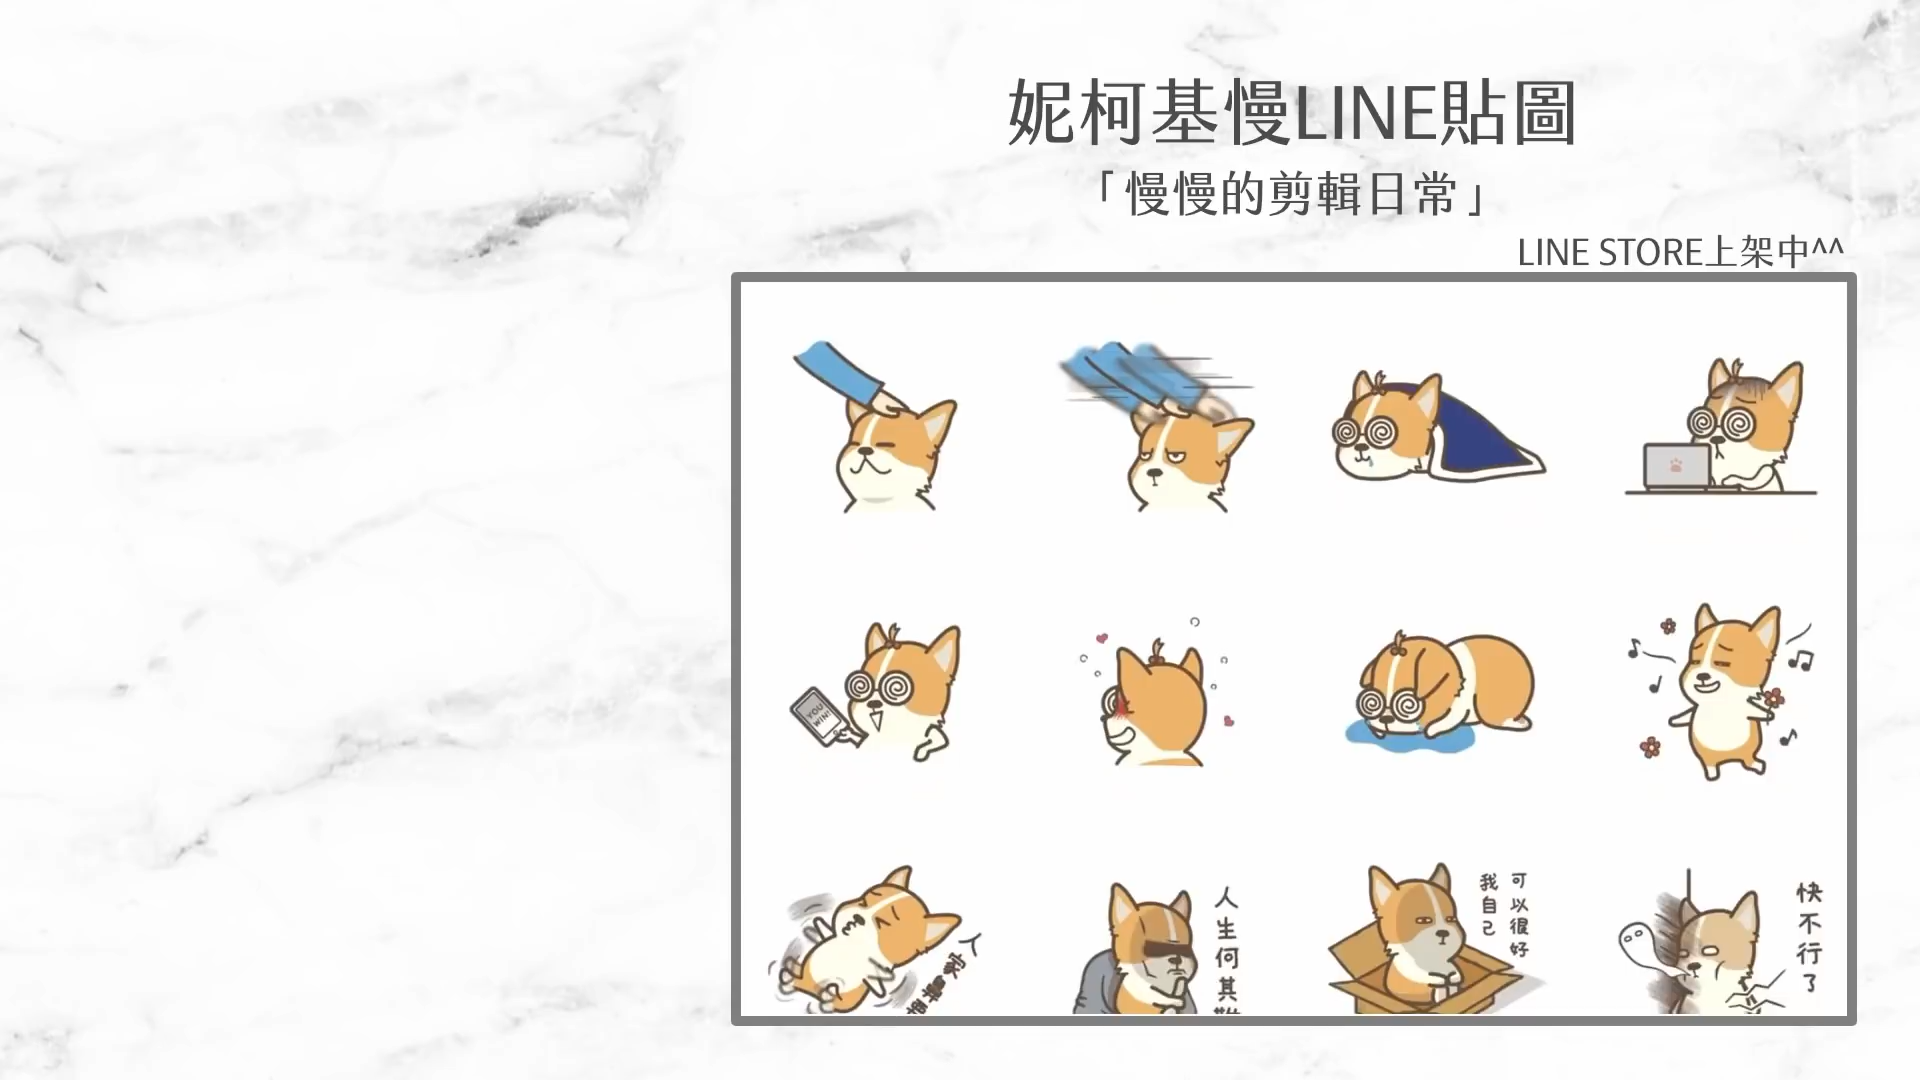 妮柯基慢LINE貼圖
「慢慢的剪輯日常」
LINE STORE上架中^^
YOU
WIN!
人家
人生何其難
我自己
可以很好
快不行了